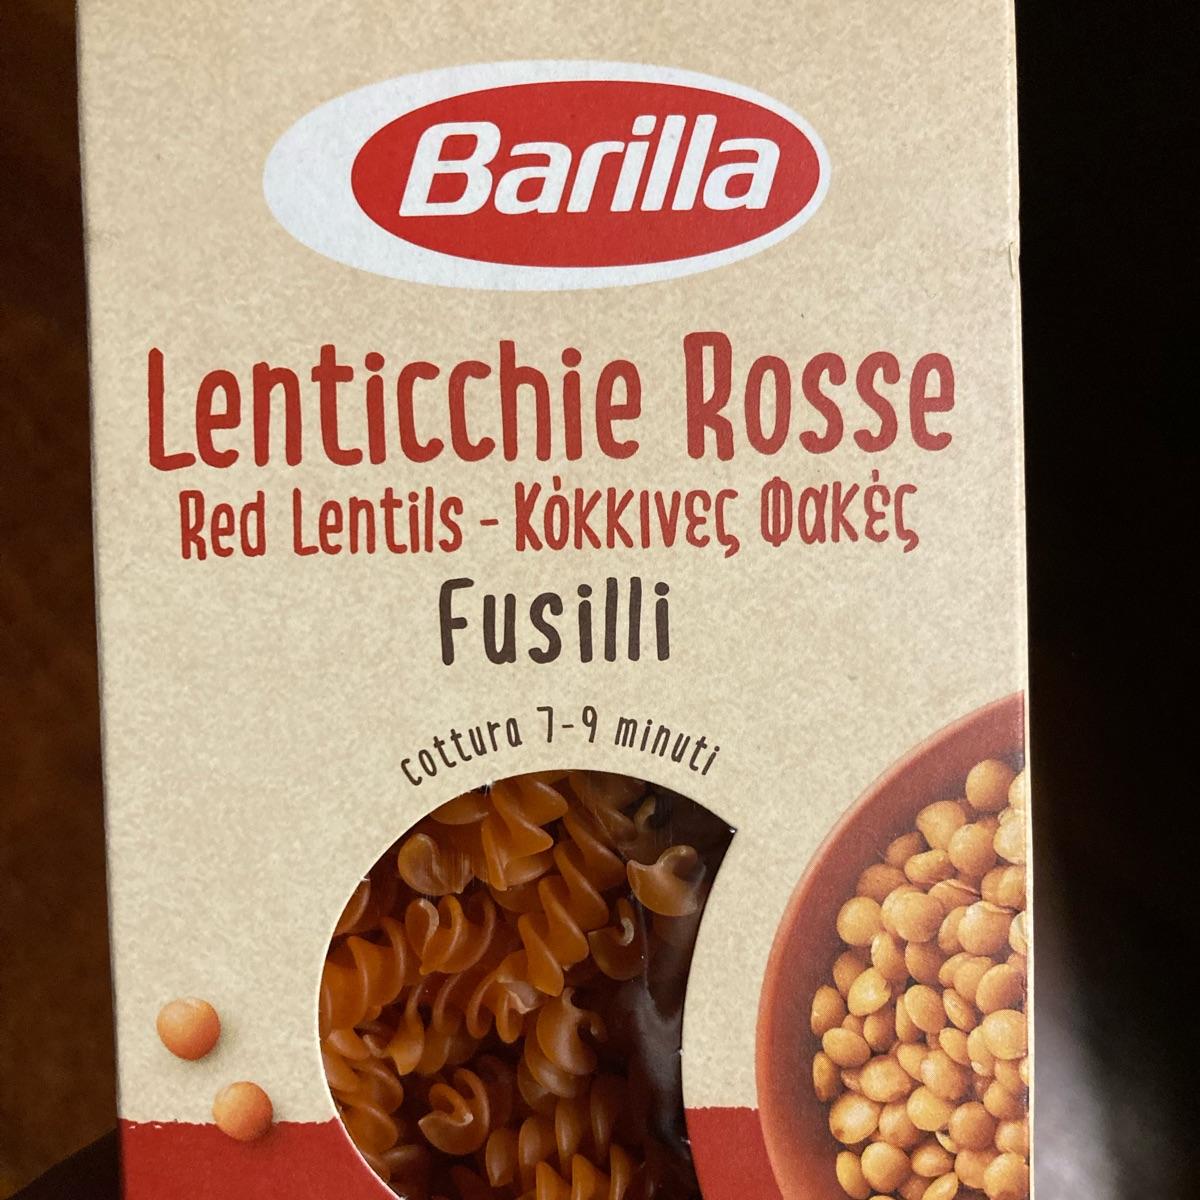 Barilla
Lenticchie Rosse
Red Lentils - Κόκκινες Φακές
Fusilli
cottura 7-9 minuti